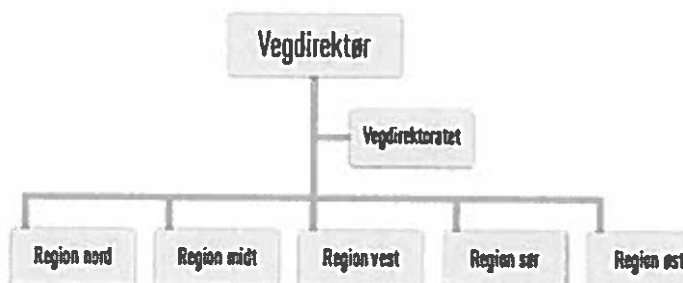 Vegdirektør
Vegdirektoratet
Region nord
Region midt
Region vest
Region sør
Region øst